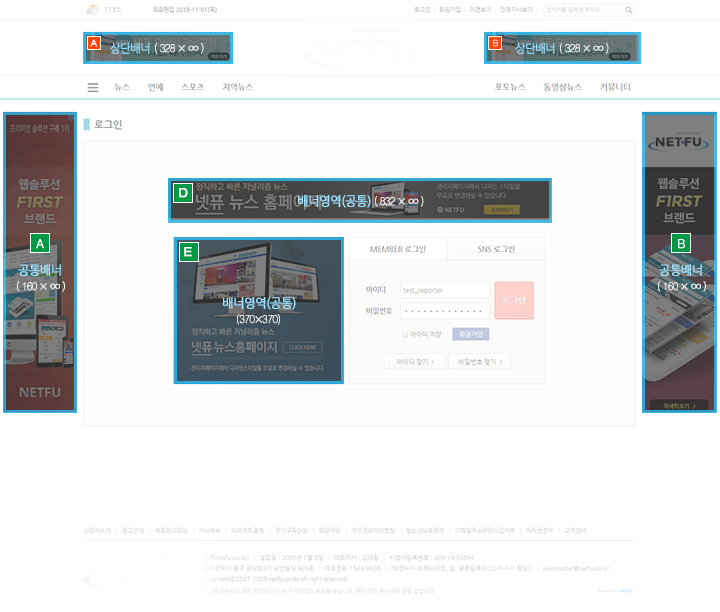 17.5℃ 최종편집 2018-11-01(목)
로그인 회원가입 지면보기 전체기사보기
A 상단배너 ( 328 × ∞ )
NETFU
B 상단배너 ( 328 × ∞ )
뉴스 연예 스포츠 지역뉴스 포토뉴스 동영상뉴스 커뮤니티
로그인
프리미엄 솔루션 구축 1위
웹솔루션
F1RST
브랜드
A
공통배너
( 160 × ∞ )
NETFU
D
정직하고 빠른 저널리즘 뉴스
넷퓨 뉴스 홈페이지
배너영역(공통) ( 832 × ∞ )
관리자페이지에서 디자인 스타일을
무료로 변경하실 수 있습니다.
NETFU 자세히보기
E
배너영역(공통)
(370×370)
정직하고 빠른 저널리즘 뉴스
넷퓨 뉴스홈페이지 CLICK HERE
관리자페이지에서 디자인스타일을 무료로 변경하실 수 있습니다.
MEMBER 로그인 SNS 로그인
아이디 test_reporter
비밀번호
로그인
아이디 저장 회원가입
아이디 찾기 > 비밀번호 찾기 >
NET-FU
웹솔루션
F1RST
브랜드
B
공통배너
( 160 × ∞ )
자세히보기 >
신문사소개 광고안내 제휴광고문의 기사제보 다이렉트결제 정기구독신청 회원약관 개인정보처리방침 청소년보호정책 이메일주소무단수집거부 저작권정책 고객센터
(netfu.co.kr) 설립일 : 2007년 7월 2일 대표이사 : 김대용 사업자등록번호 : 408-14-86591
대표전화 : 1544-9638 webmaster@netfu.co.kr
copyright©2007-2009 netfu.co.kr all right reserved.